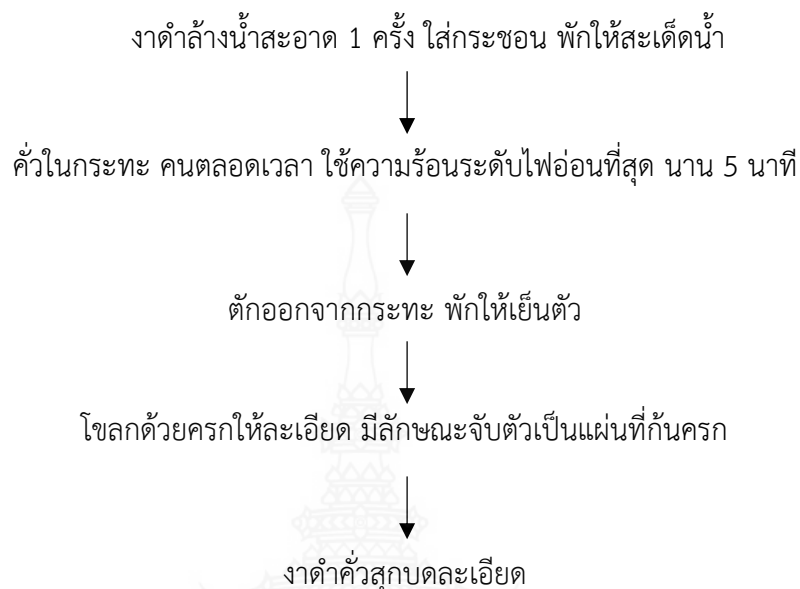 งาดำล้างน้ำสะอาด 1 ครั้ง ใส่กระชอน พักให้สะเด็ดน้ำ
คั่วในกระทะ คนตลอดเวลา ใช้ความร้อนระดับไฟอ่อนที่สุด นาน 5 นาที
ตักออกจากกระทะ พักให้เย็นตัว
โขลกด้วยครกให้ละเอียด มีลักษณะจับตัวเป็นแผ่นที่ก้นครก
งาดำคั่วสุกบดละเอียด